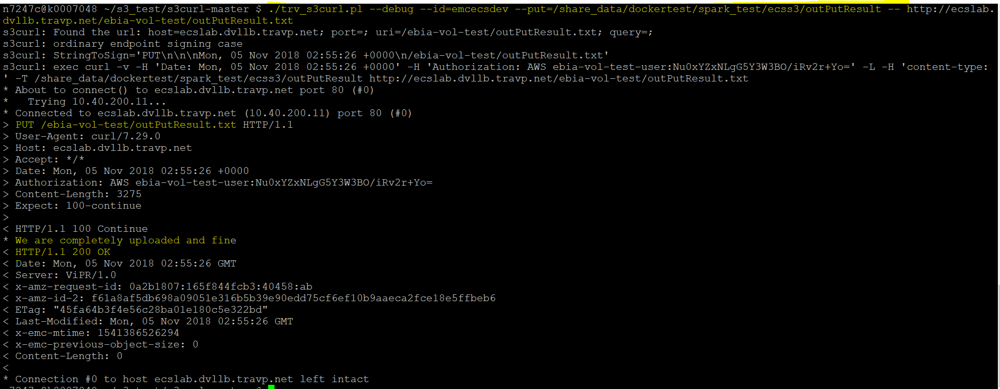 n7247c@k0007048 ~/s3_test/s3curl-master $ ./trv_s3curl.pl --debug --id=emcecsdev --put=/share_data/dockertest/spark_test/ecss3/outPutResult -- http://ecslab.
dvllb.travp.net/ebia-vol-test/outPutResult.txt
s3curl: Found the url: host=ecslab.dvllb.travp.net; port=; uri=/ebia-vol-test/outPutResult.txt; query=;
s3curl: ordinary endpoint signing case
s3curl: StringToSign='PUT\n\n\nMon, 05 Nov 2018 02:55:26 +0000\n/ebia-vol-test/outPutResult.txt'
s3curl: exec curl -v -H 'Date: Mon, 05 Nov 2018 02:55:26 +0000' -H 'Authorization: AWS ebia-vol-test-user:Nu0xYZxNLgG5Y3W3BO/iRv2r+Yo=' -L -H 'content-type:
' -T /share_data/dockertest/spark_test/ecss3/outPutResult http://ecslab.dvllb.travp.net/ebia-vol-test/outPutResult.txt
* About to connect() to ecslab.dvllb.travp.net port 80 (#0)
*   Trying 10.40.200.11...
* Connected to ecslab.dvllb.travp.net (10.40.200.11) port 80 (#0)
> PUT /ebia-vol-test/outPutResult.txt HTTP/1.1
> User-Agent: curl/7.29.0
> Host: ecslab.dvllb.travp.net
> Accept: */*
> Date: Mon, 05 Nov 2018 02:55:26 +0000
> Authorization: AWS ebia-vol-test-user:Nu0xYZxNLgG5Y3W3BO/iRv2r+Yo=
> Content-Length: 3275
> Expect: 100-continue
>
< HTTP/1.1 100 Continue
* We are completely uploaded and fine
< HTTP/1.1 200 OK
< Date: Mon, 05 Nov 2018 02:55:26 GMT
< Server: ViPR/1.0
< x-amz-request-id: 0a2b1807:165f844fcb3:40458:ab
< x-amz-id-2: f61a8af5db698a09051e316b5b39e90edd75cf6ef10b9aaeca2fce18e5ffbeb6
< ETag: "45fa64b3f4e56c28ba01e180c5e322bd"
< Last-Modified: Mon, 05 Nov 2018 02:55:26 GMT
< x-emc-mtime: 1541386526294
< x-emc-previous-object-size: 0
< Content-Length: 0
<
* Connection #0 to host ecslab.dvllb.travp.net left intact
n7247c@k0007048 ~/s3_test/s3curl-master $